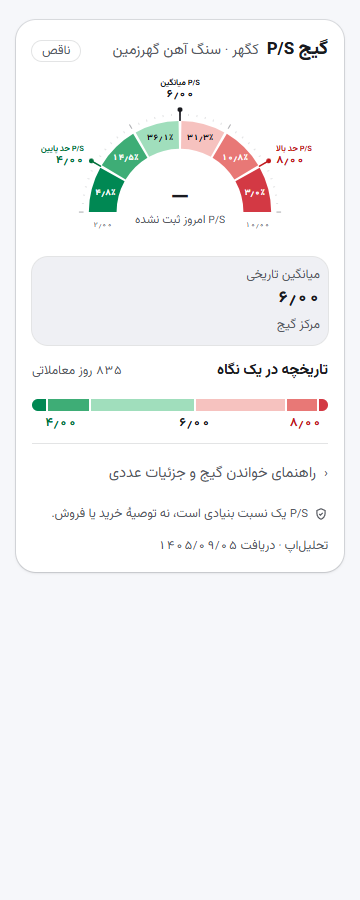 گیج P/S کگهر · سنگ آهن گهرزمین
ناقص
P/S میانگین
۶٫۰۰
P/S حد بالا
۸٫۰۰
P/S حد پایین
۴٫۰۰
۳٫۰٪
۱۰٫۸٪
۳۱٫۳٪
۳۶٫۱٪
۱۴٫۵٪
۴٫۸٪
—
P/S امروز ثبت نشده
۱۰٫۰۰
۲٫۰۰
میانگین تاریخی
۶٫۰۰
مرکز گیج
تاریخچه در یک نگاه
۸۳۵ روز معاملاتی
۸٫۰۰
۶٫۰۰
۴٫۰۰
راهنمای خواندن گیج و جزئیات عددی
P/S یک نسبت بنیادی است، نه توصیهٔ خرید یا فروش.
تحلیل‌اپ · دریافت ۱۴۰۵/۰۹/۰۵